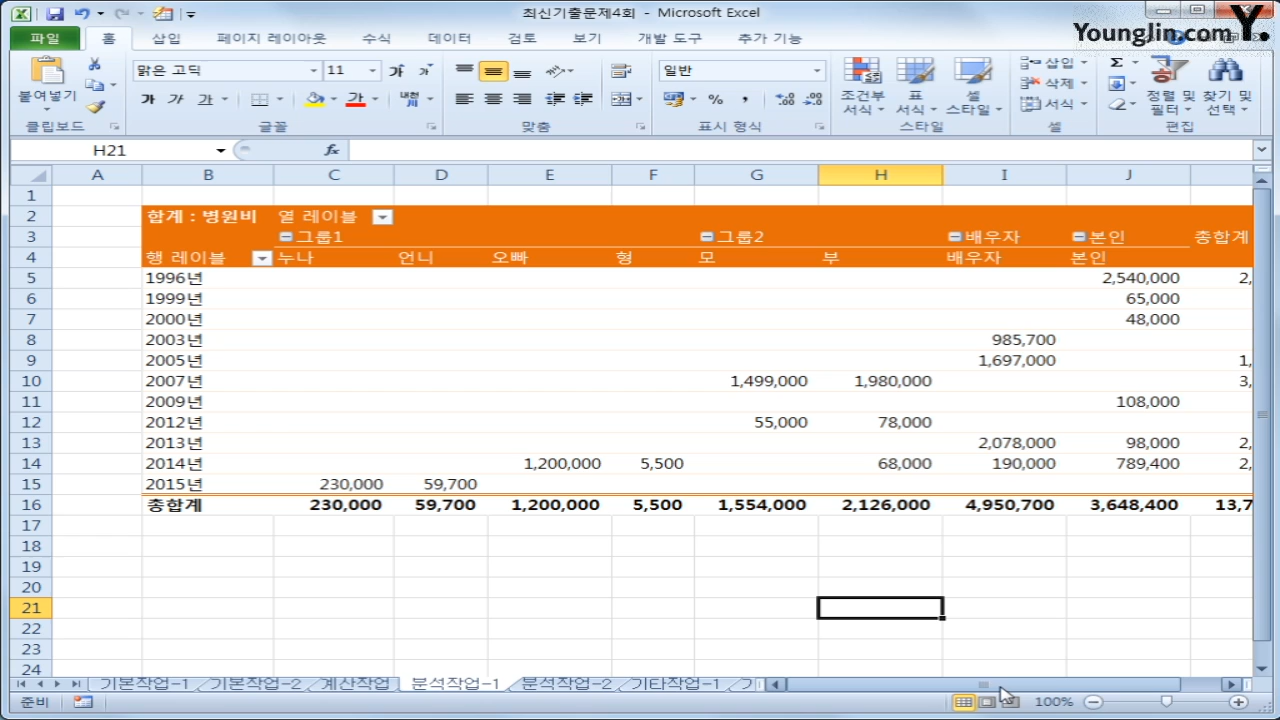 최신기출문제4회 - Microsoft Excel
YoungJin.com Y.
파일 홈 삽입 페이지 레이아웃 수식 데이터 검토 보기 개발 도구 추가 기능
붙여넣기 맑은 고딕 11 가 가 일반 조건부 서식 표 서식 셀 스타일 삽입 삭제 서식 Σ 정렬 및 필터 찾기 및 선택
가 가 가 가 %
클립보드 글꼴 맞춤 표시 형식 스타일 셀 편집
H21 fx
A B C D E F G H I J
1
2 합계 : 병원비 열 레이블
3 그룹1 그룹2 배우자 본인 총합계
4 행 레이블 누나 언니 오빠 형 모 부 배우자 본인
5 1996년 2,540,000 2,
6 1999년 65,000
7 2000년 48,000
8 2003년 985,700
9 2005년 1,697,000 1,
10 2007년 1,499,000 1,980,000 3,
11 2009년 108,000
12 2012년 55,000 78,000
13 2013년 2,078,000 98,000 2,
14 2014년 1,200,000 5,500 68,000 190,000 789,400 2,
15 2015년 230,000 59,700
16 총합계 230,000 59,700 1,200,000 5,500 1,554,000 2,126,000 4,950,700 3,648,400 13,7
17
18
19
20
21
22
23
24
기본작업-1 기본작업-2 계산작업 분석작업-1 분석작업-2 기타작업-1
준비 100%